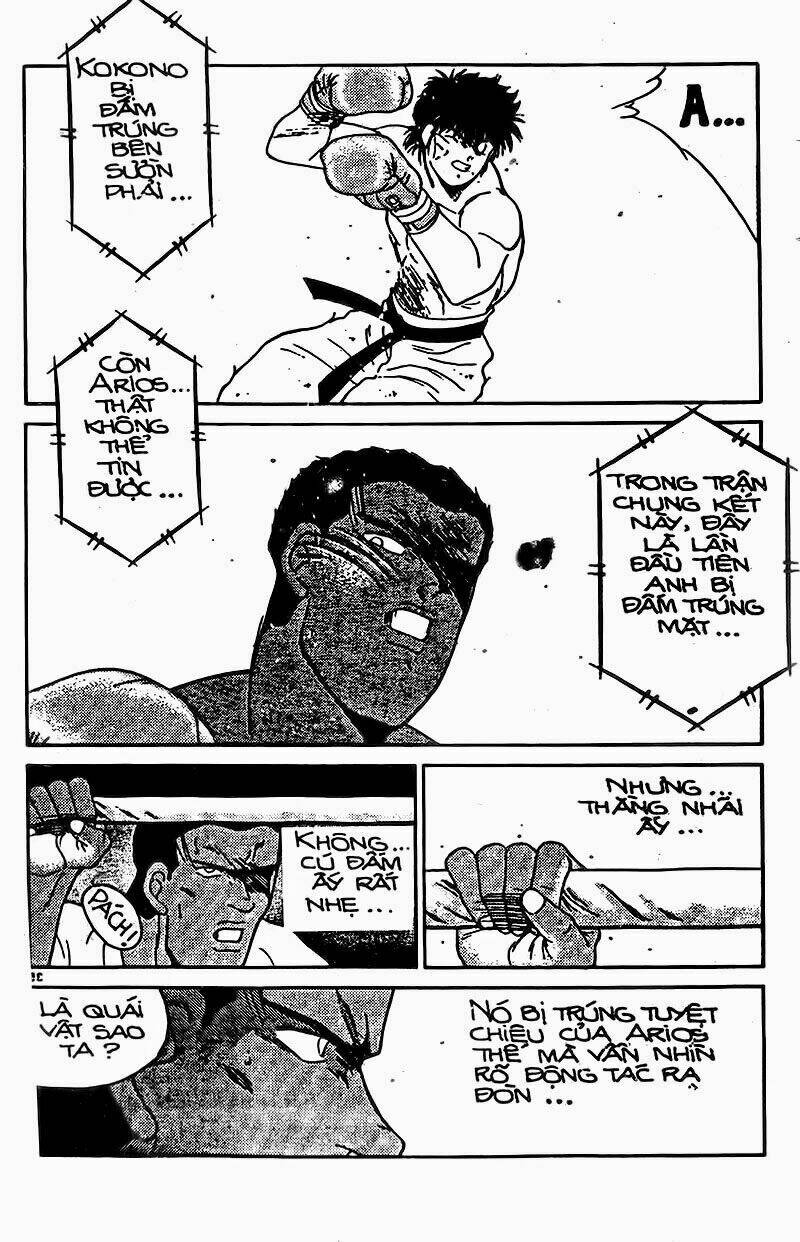 KOKONO
BỊ
ĐẤM
TRÚNG
BÊN
SƯỜN
PHẢI ...
A...
CÒN
ARIOS...
THẬT
KHÔNG
THỂ
TIN
ĐƯỢC ...
TRONG TRẬN
CHUNG KẾT
NÀY, ĐÂY
LÀ LẦN
ĐẦU TIÊN
ANH BỊ
ĐẤM TRÚNG
MẶT ...
KHÔNG...
CÚ ĐẤM
ẤY RẤT
NHẸ ...
PÁCH!
NHƯNG ...
THẰNG NHÃI
ẤY ...
LÀ QUÁI
VẬT SAO
TA ?
NÓ BỊ TRÚNG TUYỆT
CHIÊU CỦA ARIOS
THẾ MÀ VẪN NHÌN
RÕ ĐỘNG TÁC RA
ĐÒN ...